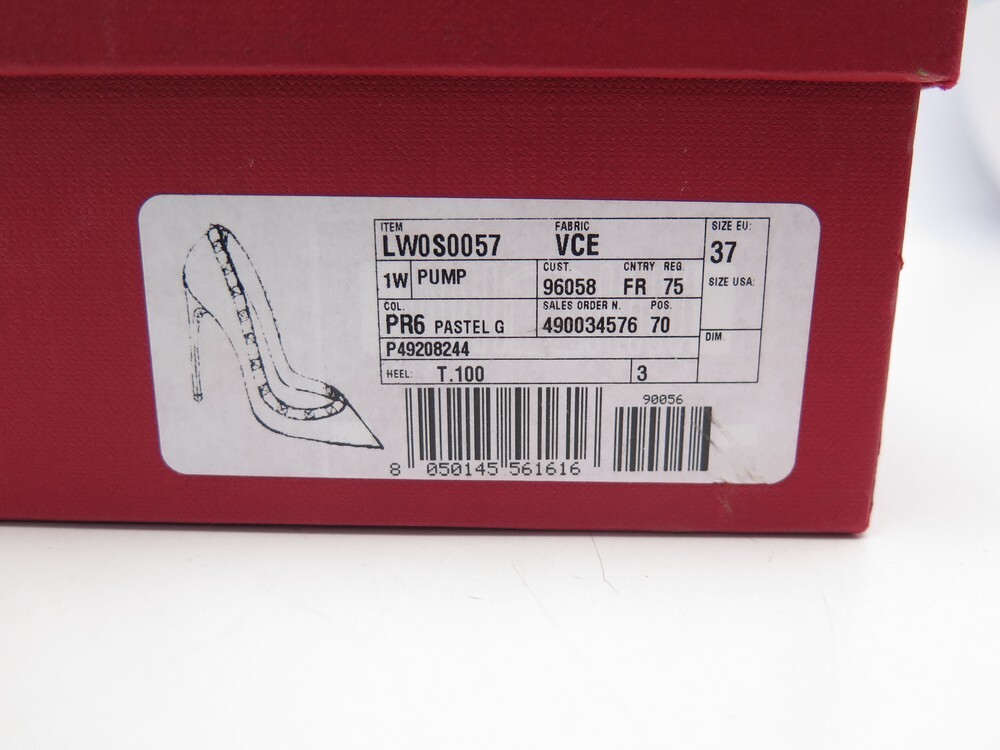 ITEM FABRIC SIZE EU:
LW0S0057 VCE 37
1W PUMP CUST. CNTRY REG. SIZE USA:
96058 FR 75
COL. SALES ORDER N. POS.
PR6 PASTEL G 490034576 70
P49208244 DIM.
HEEL: T.100 3
90056
8 050145 561616